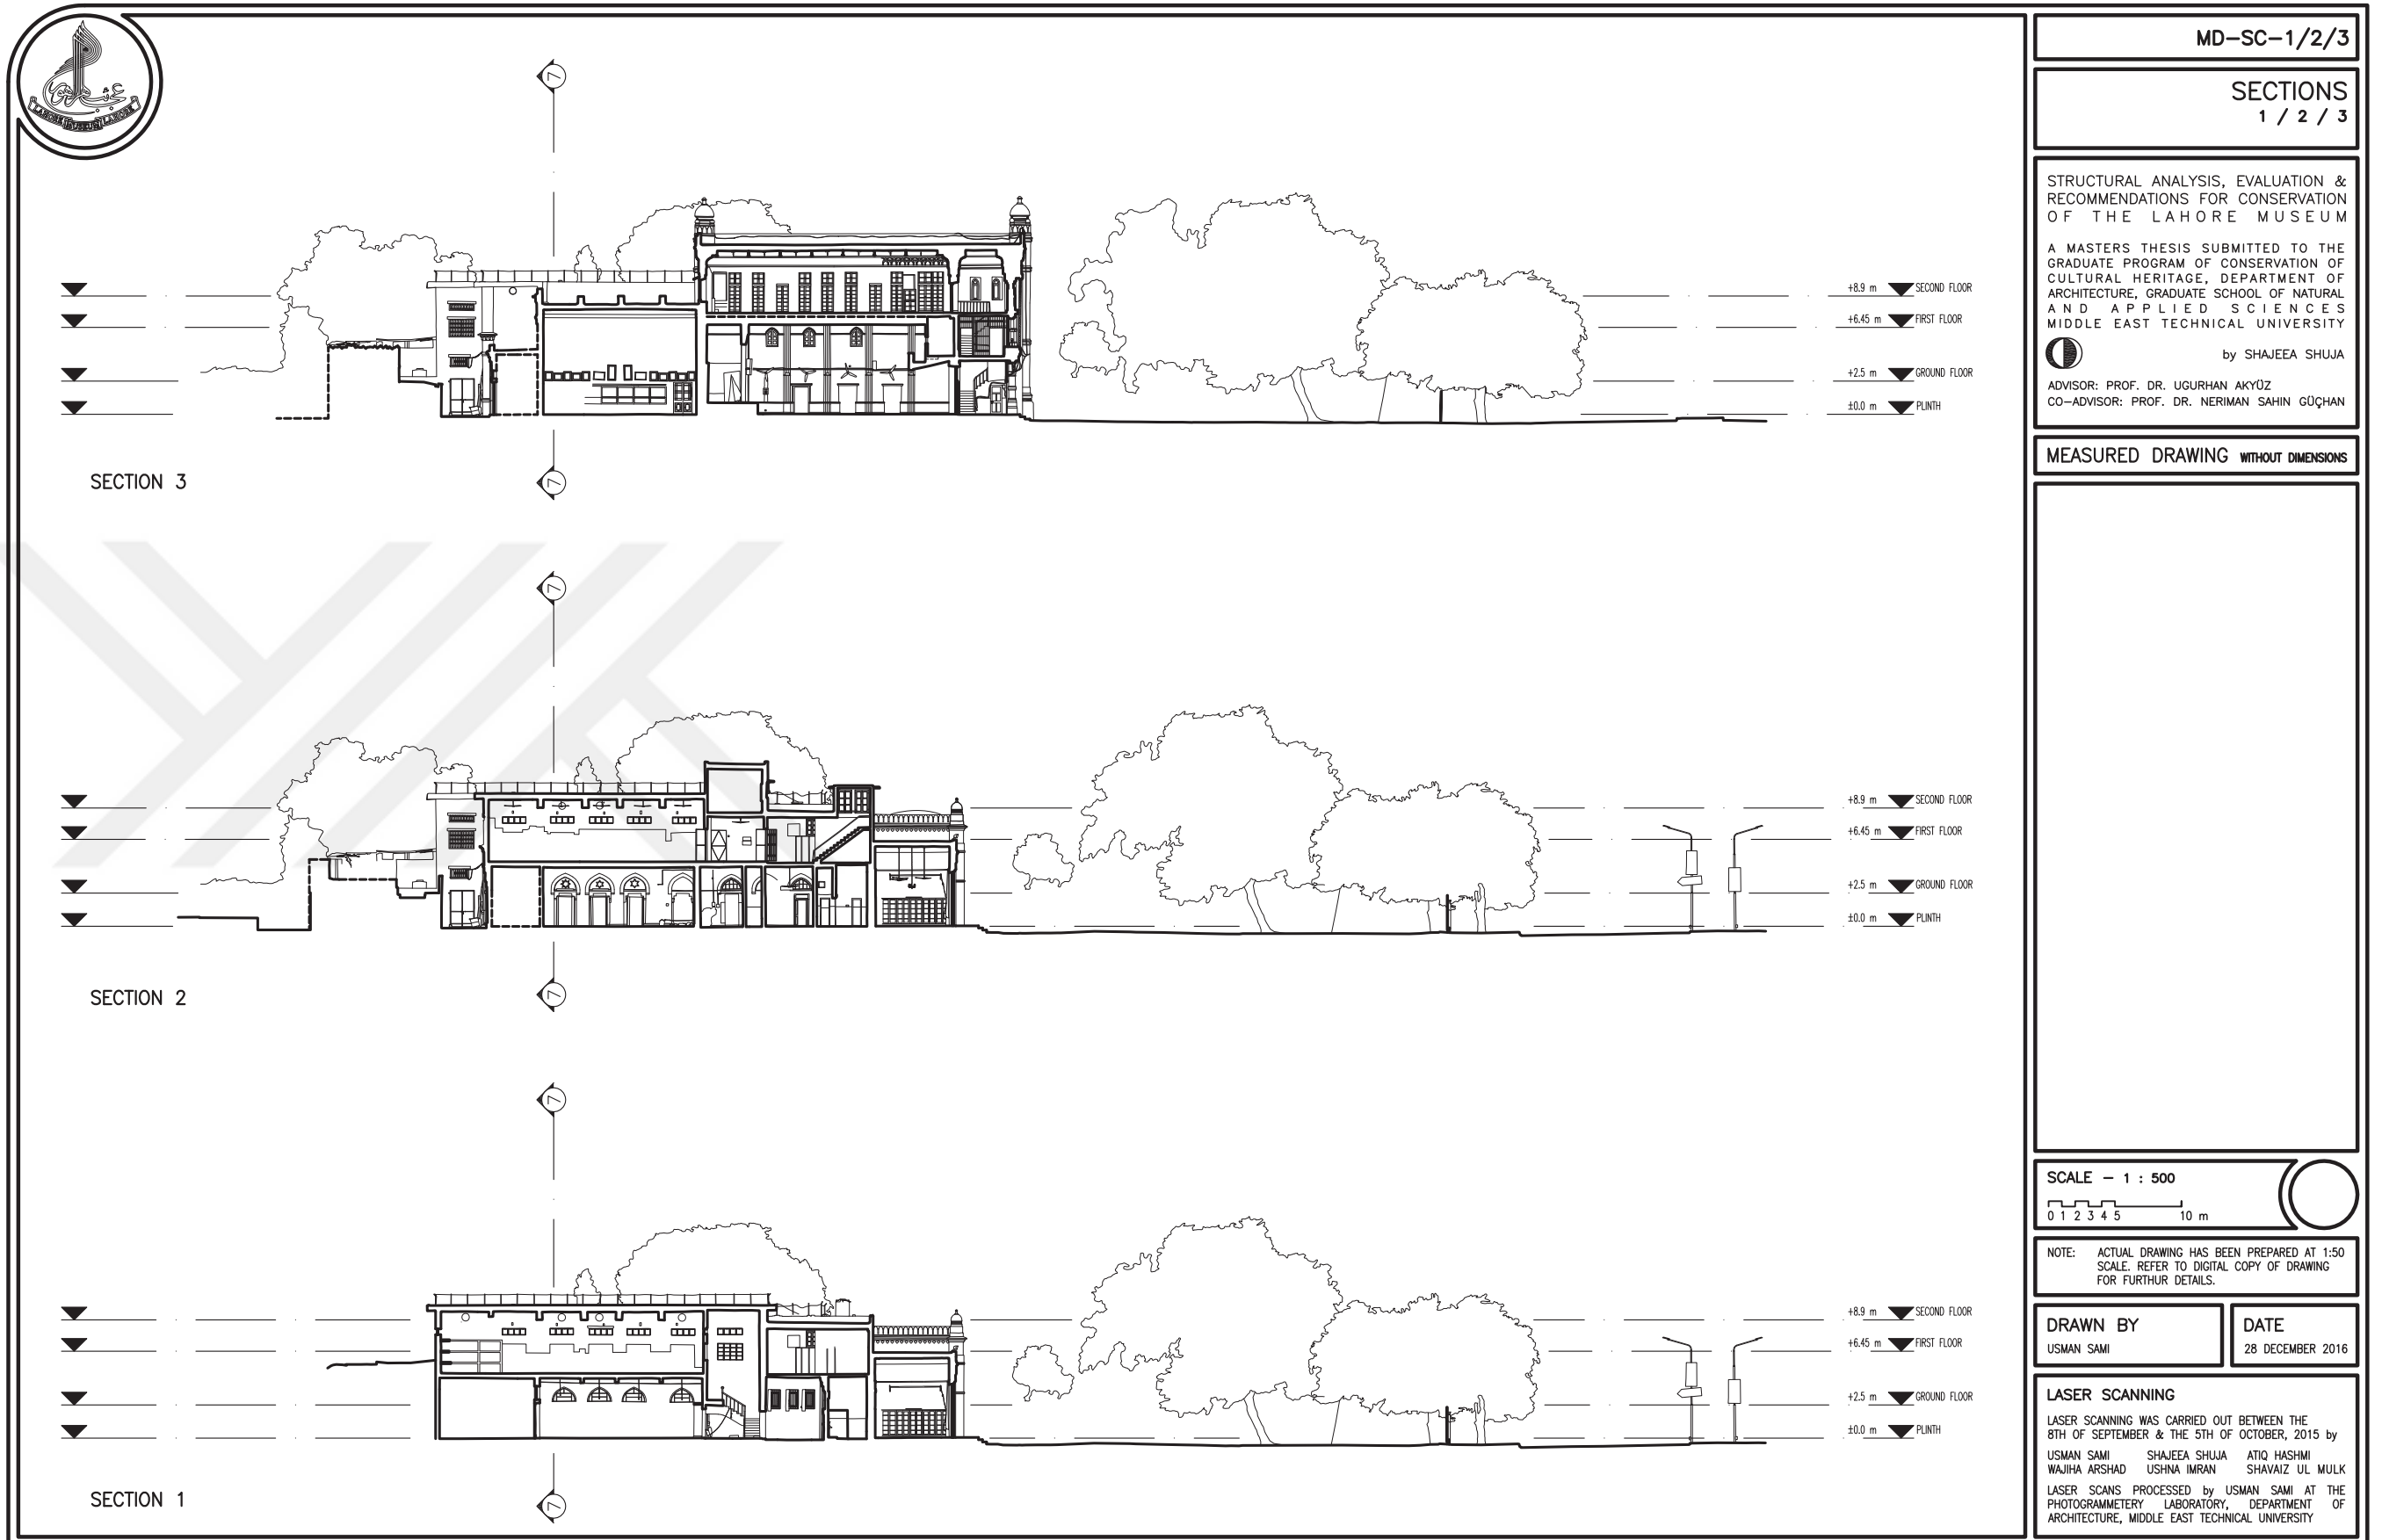 LAHORE MUSEUM LAHORE
7
+8.9 m SECOND FLOOR
+6.45 m FIRST FLOOR
+2.5 m GROUND FLOOR
±0.0 m PLINTH
SECTION 3
7
7
+8.9 m SECOND FLOOR
+6.45 m FIRST FLOOR
+2.5 m GROUND FLOOR
±0.0 m PLINTH
SECTION 2
7
7
+8.9 m SECOND FLOOR
+6.45 m FIRST FLOOR
+2.5 m GROUND FLOOR
±0.0 m PLINTH
SECTION 1
7
MD-SC-1/2/3
SECTIONS
1 / 2 / 3
STRUCTURAL ANALYSIS, EVALUATION &
RECOMMENDATIONS FOR CONSERVATION
OF THE LAHORE MUSEUM
A MASTERS THESIS SUBMITTED TO THE
GRADUATE PROGRAM OF CONSERVATION OF
CULTURAL HERITAGE, DEPARTMENT OF
ARCHITECTURE, GRADUATE SCHOOL OF NATURAL
AND APPLIED SCIENCES
MIDDLE EAST TECHNICAL UNIVERSITY
by SHAJEEA SHUJA
ADVISOR: PROF. DR. UGURHAN AKYÜZ
CO-ADVISOR: PROF. DR. NERIMAN SAHIN GÜÇHAN
MEASURED DRAWING WITHOUT DIMENSIONS
SCALE - 1 : 500
0 1 2 3 4 5 10 m
NOTE: ACTUAL DRAWING HAS BEEN PREPARED AT 1:50
SCALE. REFER TO DIGITAL COPY OF DRAWING
FOR FURTHUR DETAILS.
DRAWN BY
USMAN SAMI
DATE
28 DECEMBER 2016
LASER SCANNING
LASER SCANNING WAS CARRIED OUT BETWEEN THE
8TH OF SEPTEMBER & THE 5TH OF OCTOBER, 2015 by
USMAN SAMI SHAJEEA SHUJA ATIQ HASHMI
WAJIHA ARSHAD USHNA IMRAN SHAVAIZ UL MULK
LASER SCANS PROCESSED by USMAN SAMI AT THE
PHOTOGRAMMETERY LABORATORY, DEPARTMENT OF
ARCHITECTURE, MIDDLE EAST TECHNICAL UNIVERSITY